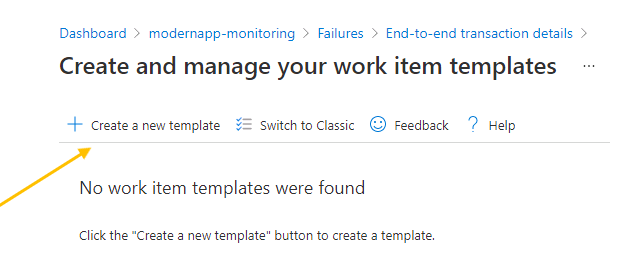 Dashboard > modernapp-monitoring > Failures > End-to-end transaction details >
Create and manage your work item templates ...
+ Create a new template Switch to Classic Feedback ? Help
No work item templates were found
Click the "Create a new template" button to create a template.